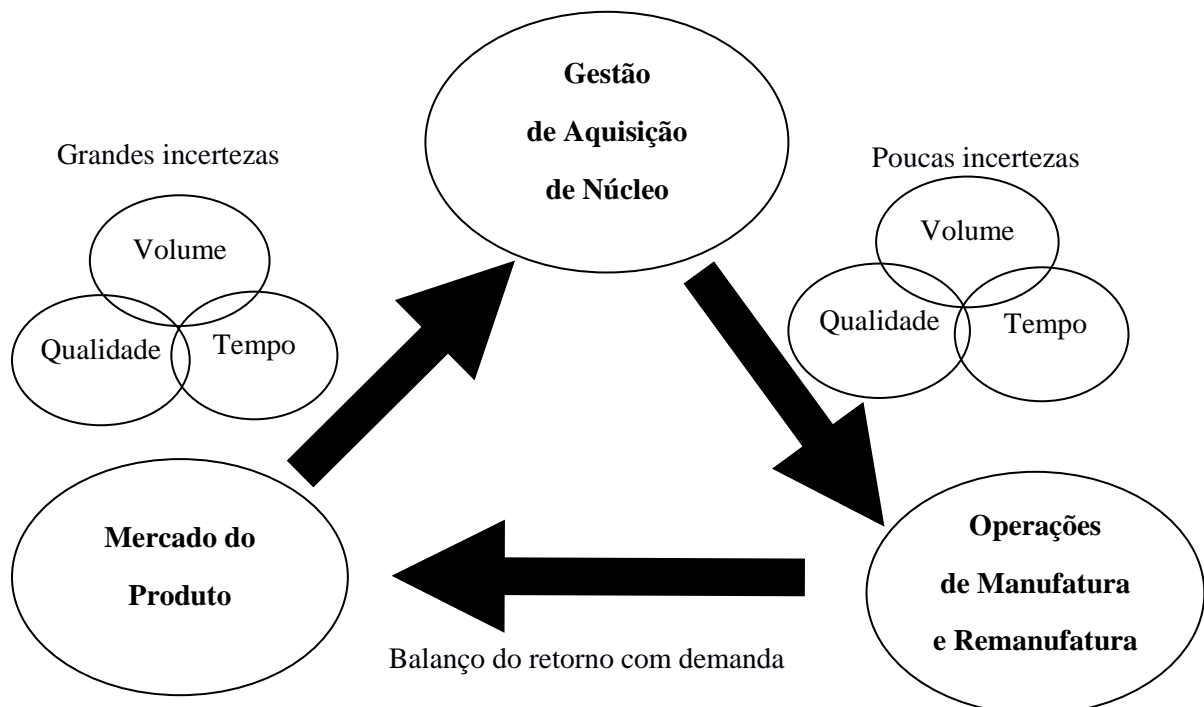 Gestão
de Aquisição
de Núcleo
Grandes incertezas
Volume
Qualidade
Tempo
Poucas incertezas
Volume
Qualidade
Tempo
Mercado do
Produto
Operações
de Manufatura
e Remanufatura
Balanço do retorno com demanda